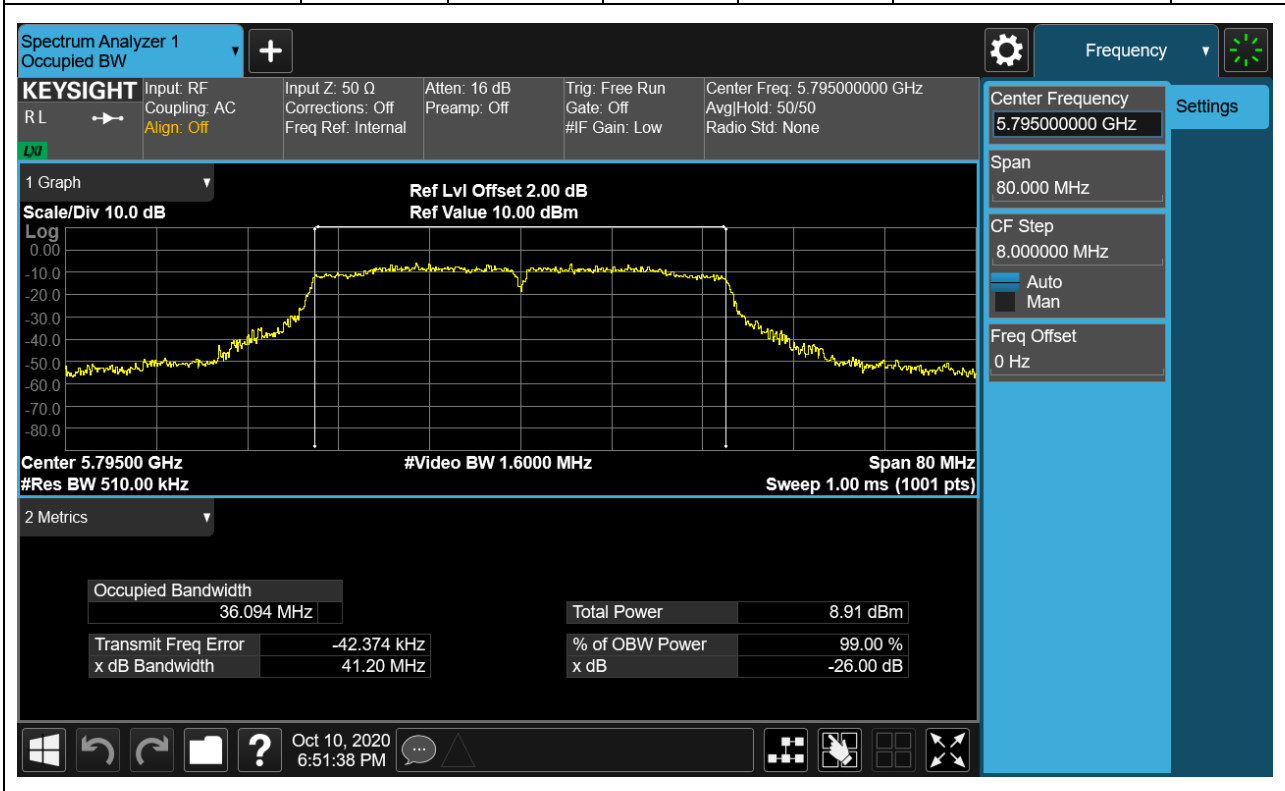 Spectrum Analyzer 1
Occupied BW
+
Frequency
KEYSIGHT
R L
LXI
Input: RF
Coupling: AC
Align: Off
Input Z: 50 Ω
Corrections: Off
Freq Ref: Internal
Atten: 16 dB
Preamp: Off
Trig: Free Run
Gate: Off
#IF Gain: Low
Center Freq: 5.795000000 GHz
Avg|Hold: 50/50
Radio Std: None
Center Frequency
5.795000000 GHz
Settings
Span
80.000 MHz
CF Step
8.000000 MHz
Auto
Man
Freq Offset
0 Hz
1 Graph
Scale/Div 10.0 dB
Ref Lvl Offset 2.00 dB
Ref Value 10.00 dBm
Log
0.00
-10.0
-20.0
-30.0
-40.0
-50.0
-60.0
-70.0
-80.0
Center 5.79500 GHz
#Video BW 1.6000 MHz
Span 80 MHz
#Res BW 510.00 kHz
Sweep 1.00 ms (1001 pts)
2 Metrics
Occupied Bandwidth
36.094 MHz
Total Power 8.91 dBm
Transmit Freq Error -42.374 kHz
% of OBW Power 99.00 %
x dB Bandwidth 41.20 MHz
x dB -26.00 dB
?
Oct 10, 2020
6:51:38 PM